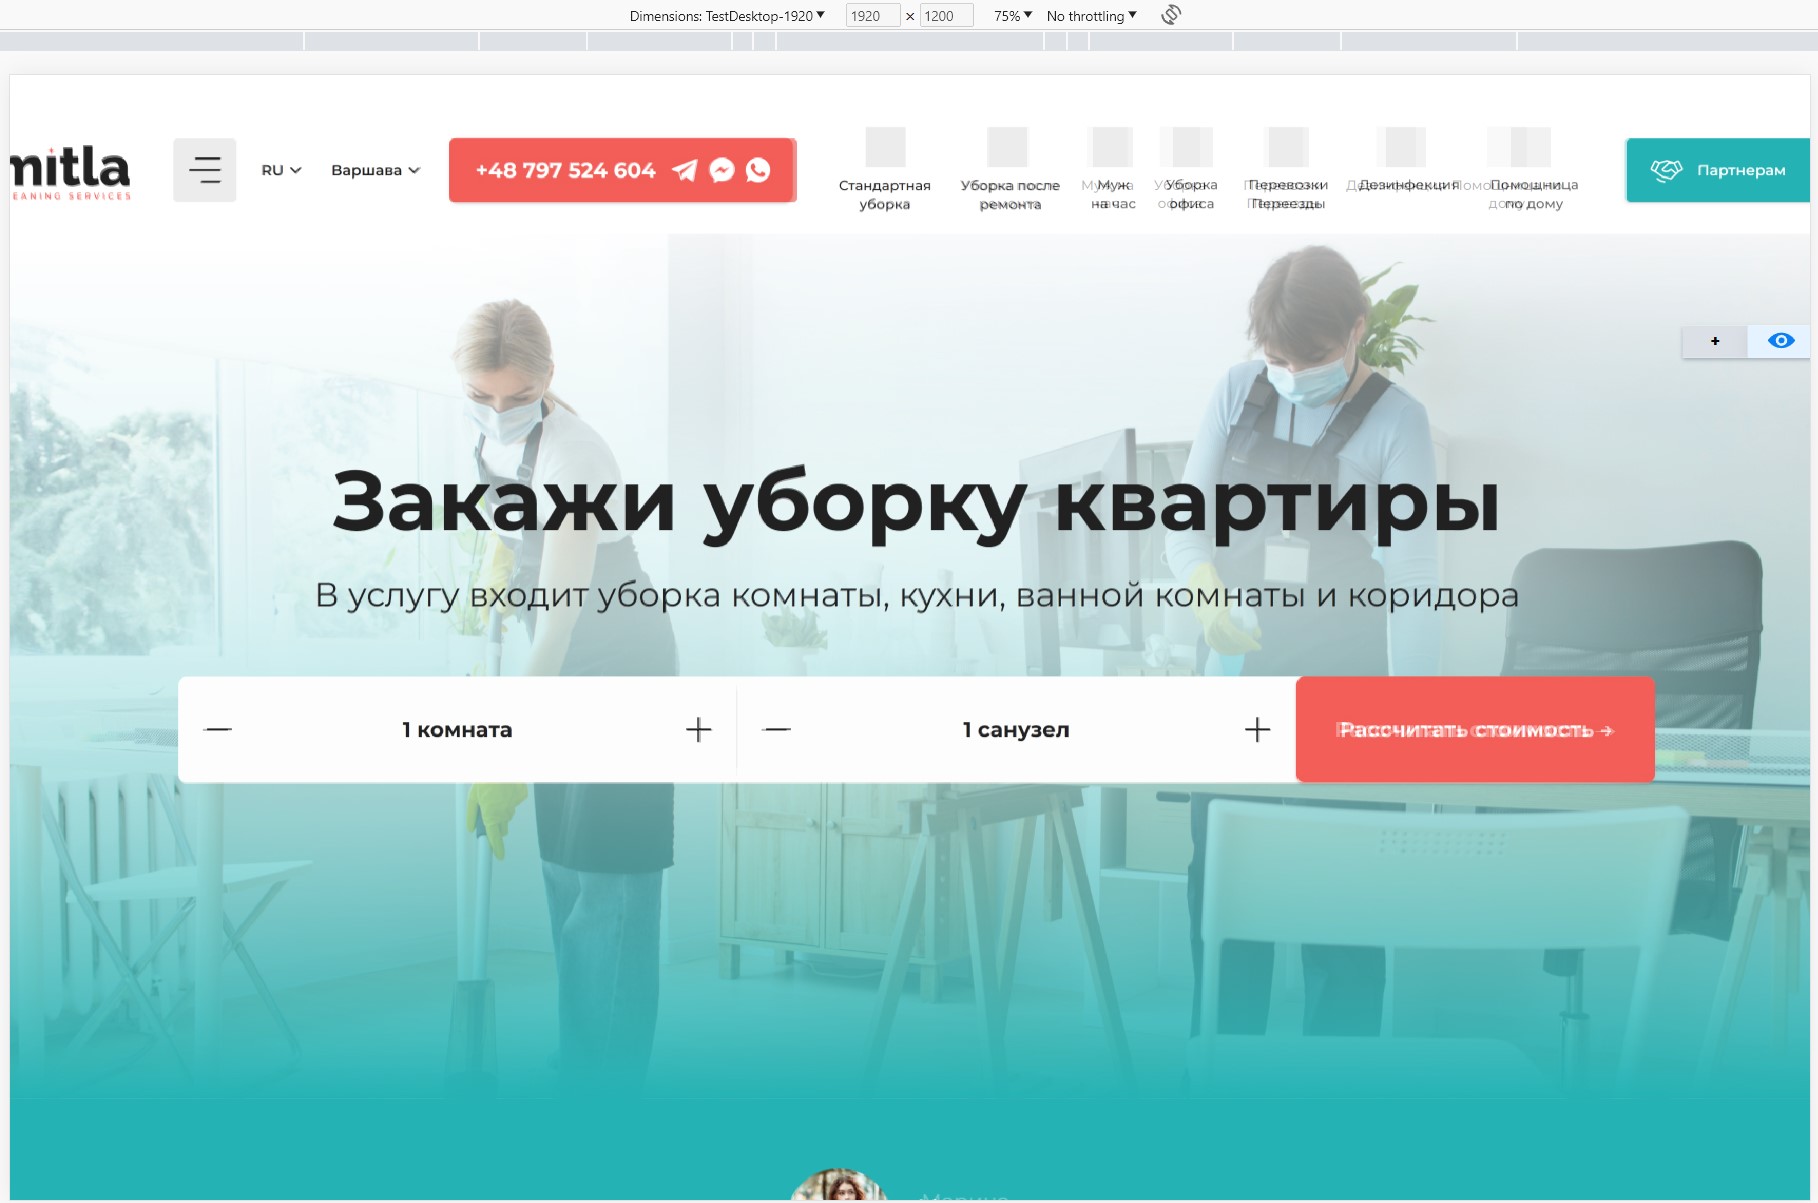 Dimensions: TestDesktop-1920 1920 × 1200 75% No throttling
mitla
EANING SERVICES
RU
Варшава
+48 797 524 604
Стандартная
уборка
Уборка после
ремонта
Муж
на час
Уборка
офиса
Перевозки
Переезды
Дезинфекция
Помощница
по дому
Партнерам
+
Закажи уборку квартиры
В услугу входит уборка комнаты, кухни, ванной комнаты и коридора
1 комната
1 санузел
Рассчитать стоимость →